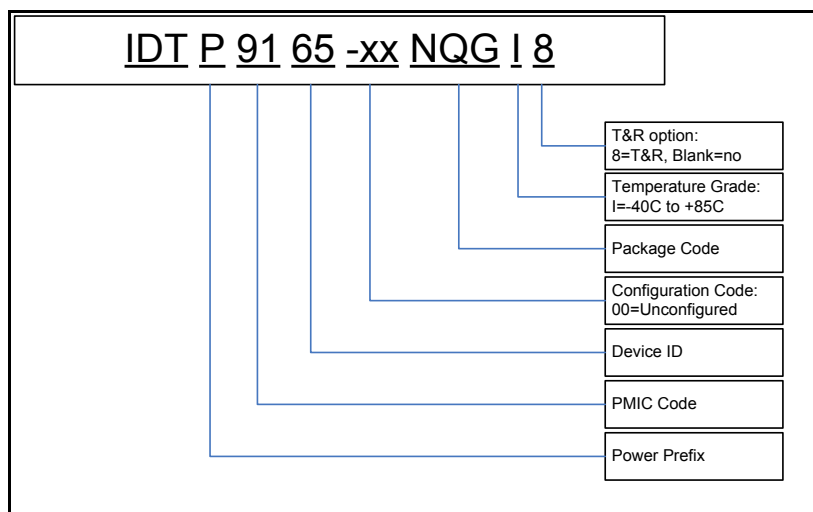 IDT P 91 65 -xx NQG I 8
T&R option:
8=T&R, Blank=no
Temperature Grade:
I=-40C to +85C
Package Code
Configuration Code:
00=Unconfigured
Device ID
PMIC Code
Power Prefix